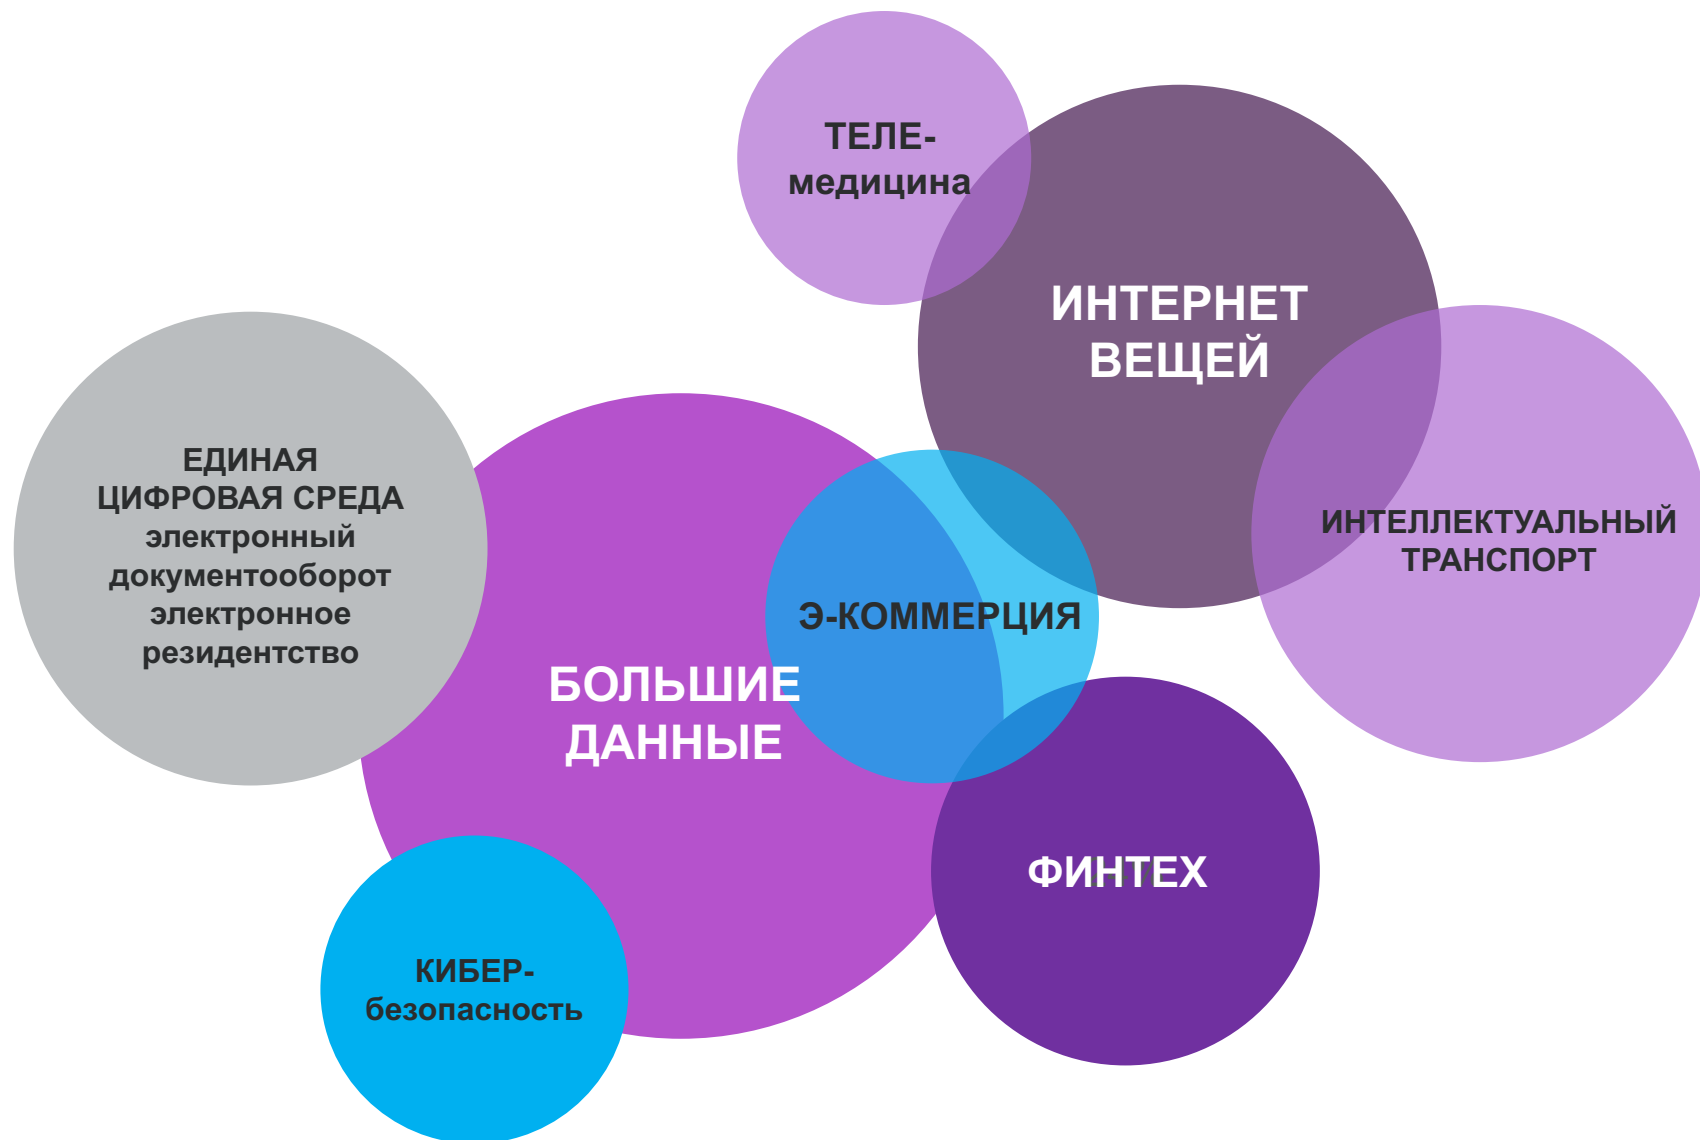 ТЕЛЕ-
медицина
ИНТЕРНЕТ
ВЕЩЕЙ
ЕДИНАЯ
ЦИФРОВАЯ СРЕДА
электронный
документооборот
электронное
резидентство
ИНТЕЛЛЕКТУАЛЬНЫЙ
ТРАНСПОРТ
Э-КОММЕРЦИЯ
БОЛЬШИЕ
ДАННЫЕ
ФИНТЕХ
КИБЕР-
безопасность